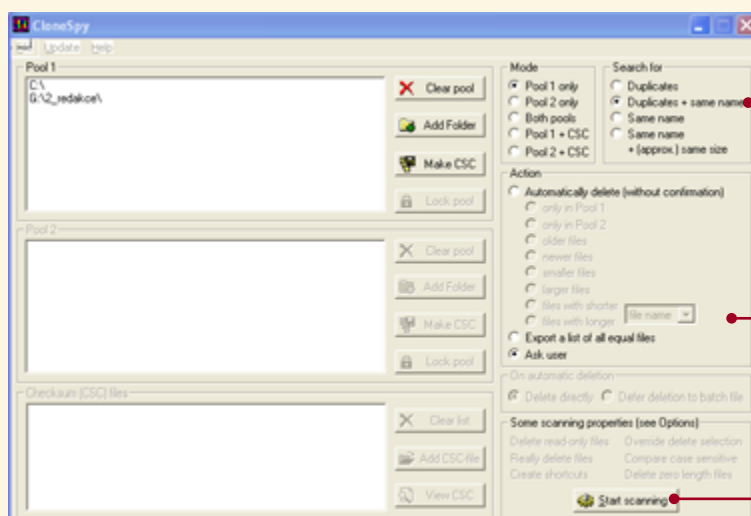 CloneSpy
Update Help
Pool 1
C:\
G:\2_redakce\
Clear pool
Add Folder
Make CSC
Lock pool
Pool 2
Clear pool
Add Folder
Make CSC
Lock pool
Checksum (CSC) files
Clear list
Add CSC-file
View CSC
Mode
Pool 1 only
Pool 2 only
Both pools
Pool 1 + CSC
Pool 2 + CSC
Search for
Duplicates
Duplicates + same name
Same name
Same name
+ (approx.) same size
Action
Automatically delete (without confirmation)
only in Pool 1
only in Pool 2
older files
newer files
smaller files
larger files
files with shorter
files with longer
file name
Export a list of all equal files
Ask user
On automatic deletion
Delete directly Defer deletion to batch file
Some scanning properties (see Options)
Delete read-only files Override delete selection
Really delete files Compare case sensitive
Create shortcuts Delete zero length files
Start scanning